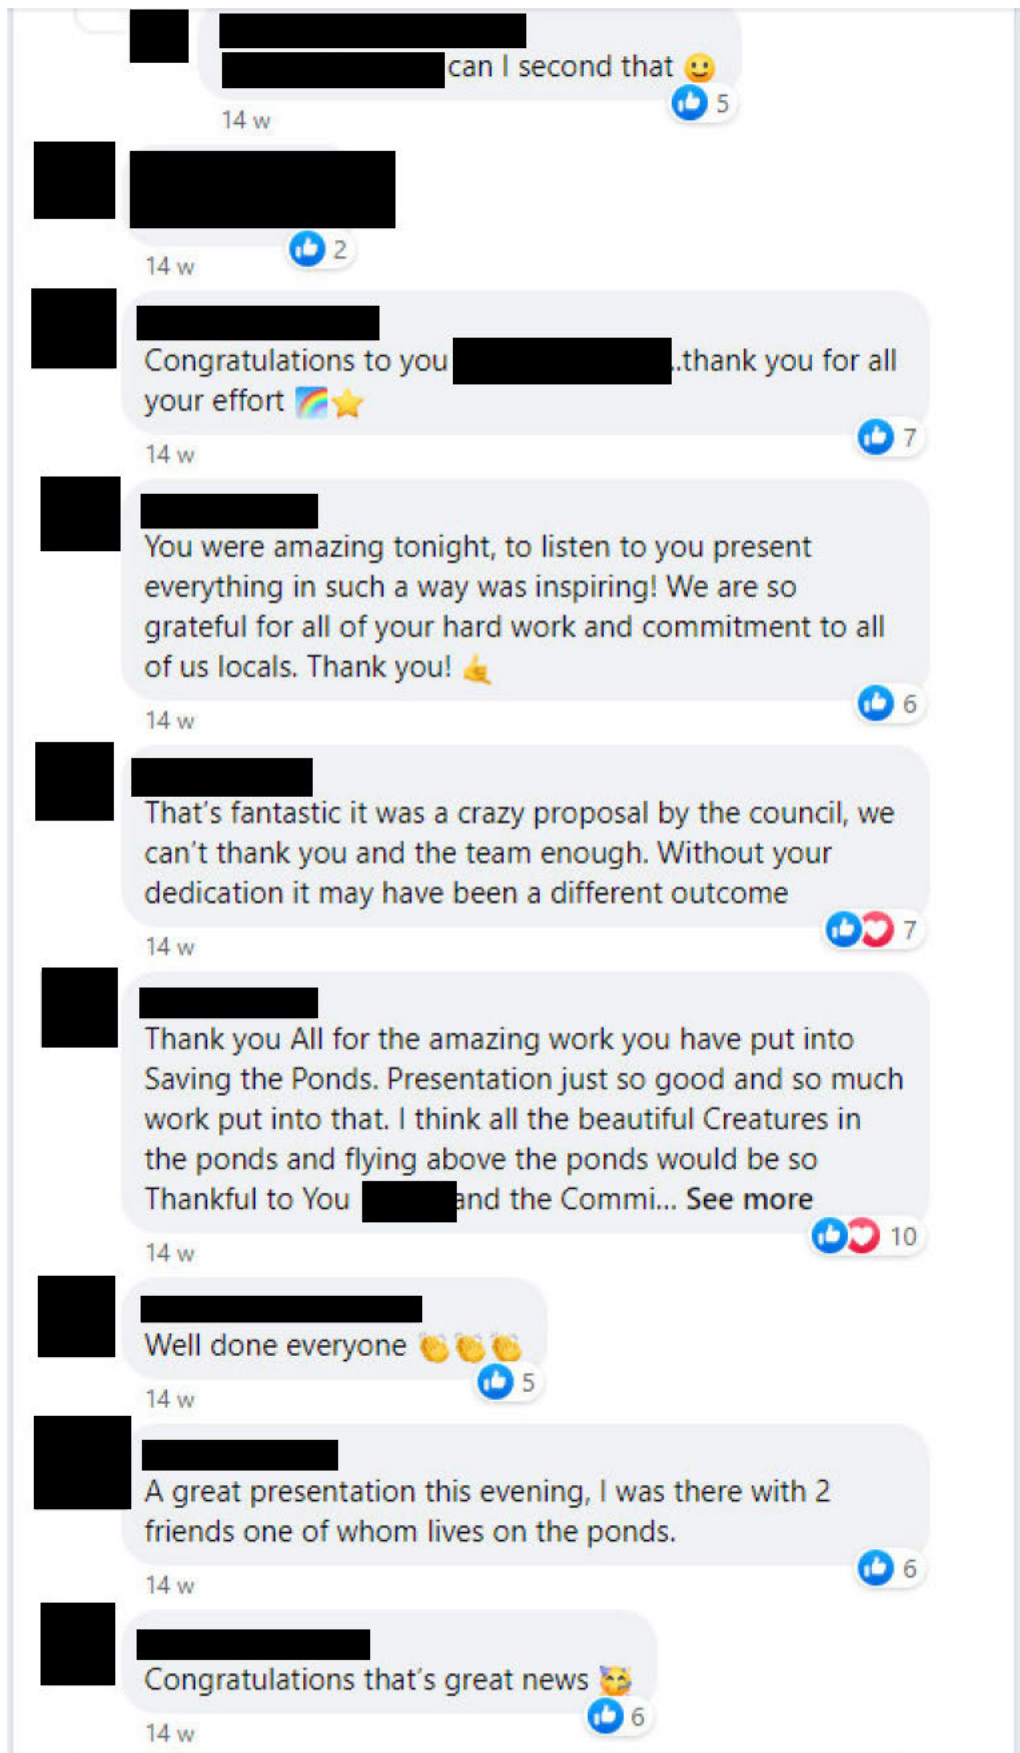 can I second that 🙂
5
14 w
2
14 w
Congratulations to you ..thank you for all
your effort 🌈⭐
7
14 w
You were amazing tonight, to listen to you present
everything in such a way was inspiring! We are so
grateful for all of your hard work and commitment to all
of us locals. Thank you! 🤙
6
14 w
That's fantastic it was a crazy proposal by the council, we
can't thank you and the team enough. Without your
dedication it may have been a different outcome
7
14 w
Thank you All for the amazing work you have put into
Saving the Ponds. Presentation just so good and so much
work put into that. I think all the beautiful Creatures in
the ponds and flying above the ponds would be so
Thankful to You and the Commi... See more
10
14 w
Well done everyone 👏👏👏
5
14 w
A great presentation this evening, I was there with 2
friends one of whom lives on the ponds.
6
14 w
Congratulations that's great news 🥳
6
14 w